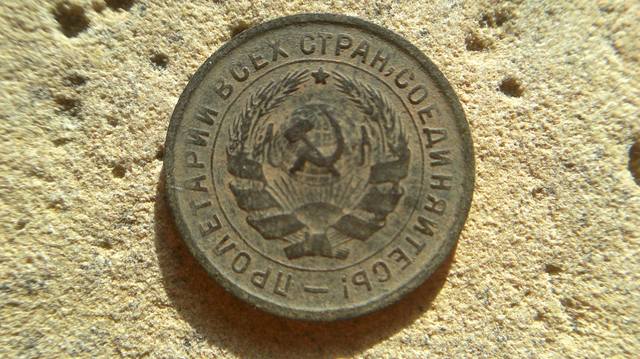 ПРОЛЕТАРИИ ВСЕХ СТРАН, СОЕДИНЯЙТЕСЬ! —